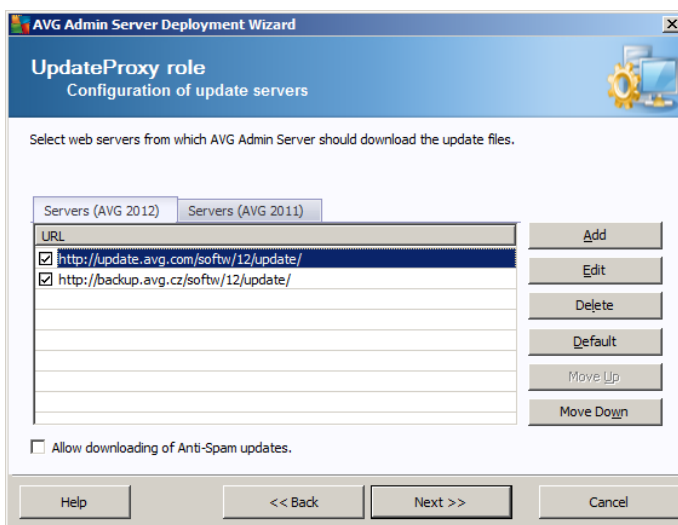 AVG Admin Server Deployment Wizard
UpdateProxy role
Configuration of update servers
Select web servers from which AVG Admin Server should download the update files.
Servers (AVG 2012) Servers (AVG 2011)
URL
http://update.avg.com/softw/12/update/
http://backup.avg.cz/softw/12/update/
Add
Edit
Delete
Default
Move Up
Move Down
Allow downloading of Anti-Spam updates.
Help << Back Next >> Cancel